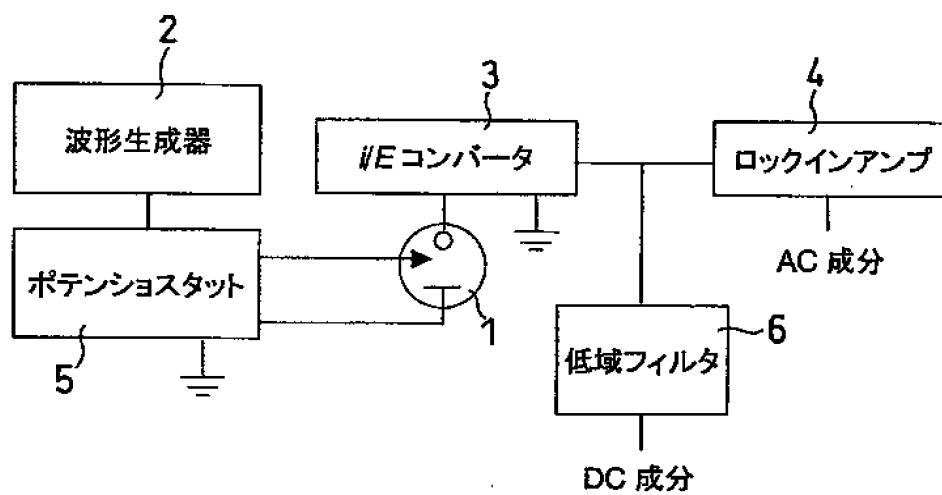 2
波形生成器
3
i/E コンバータ
4
ロックインアンプ
AC 成分
ポテンショスタット
5
1
6
低域フィルタ
DC 成分